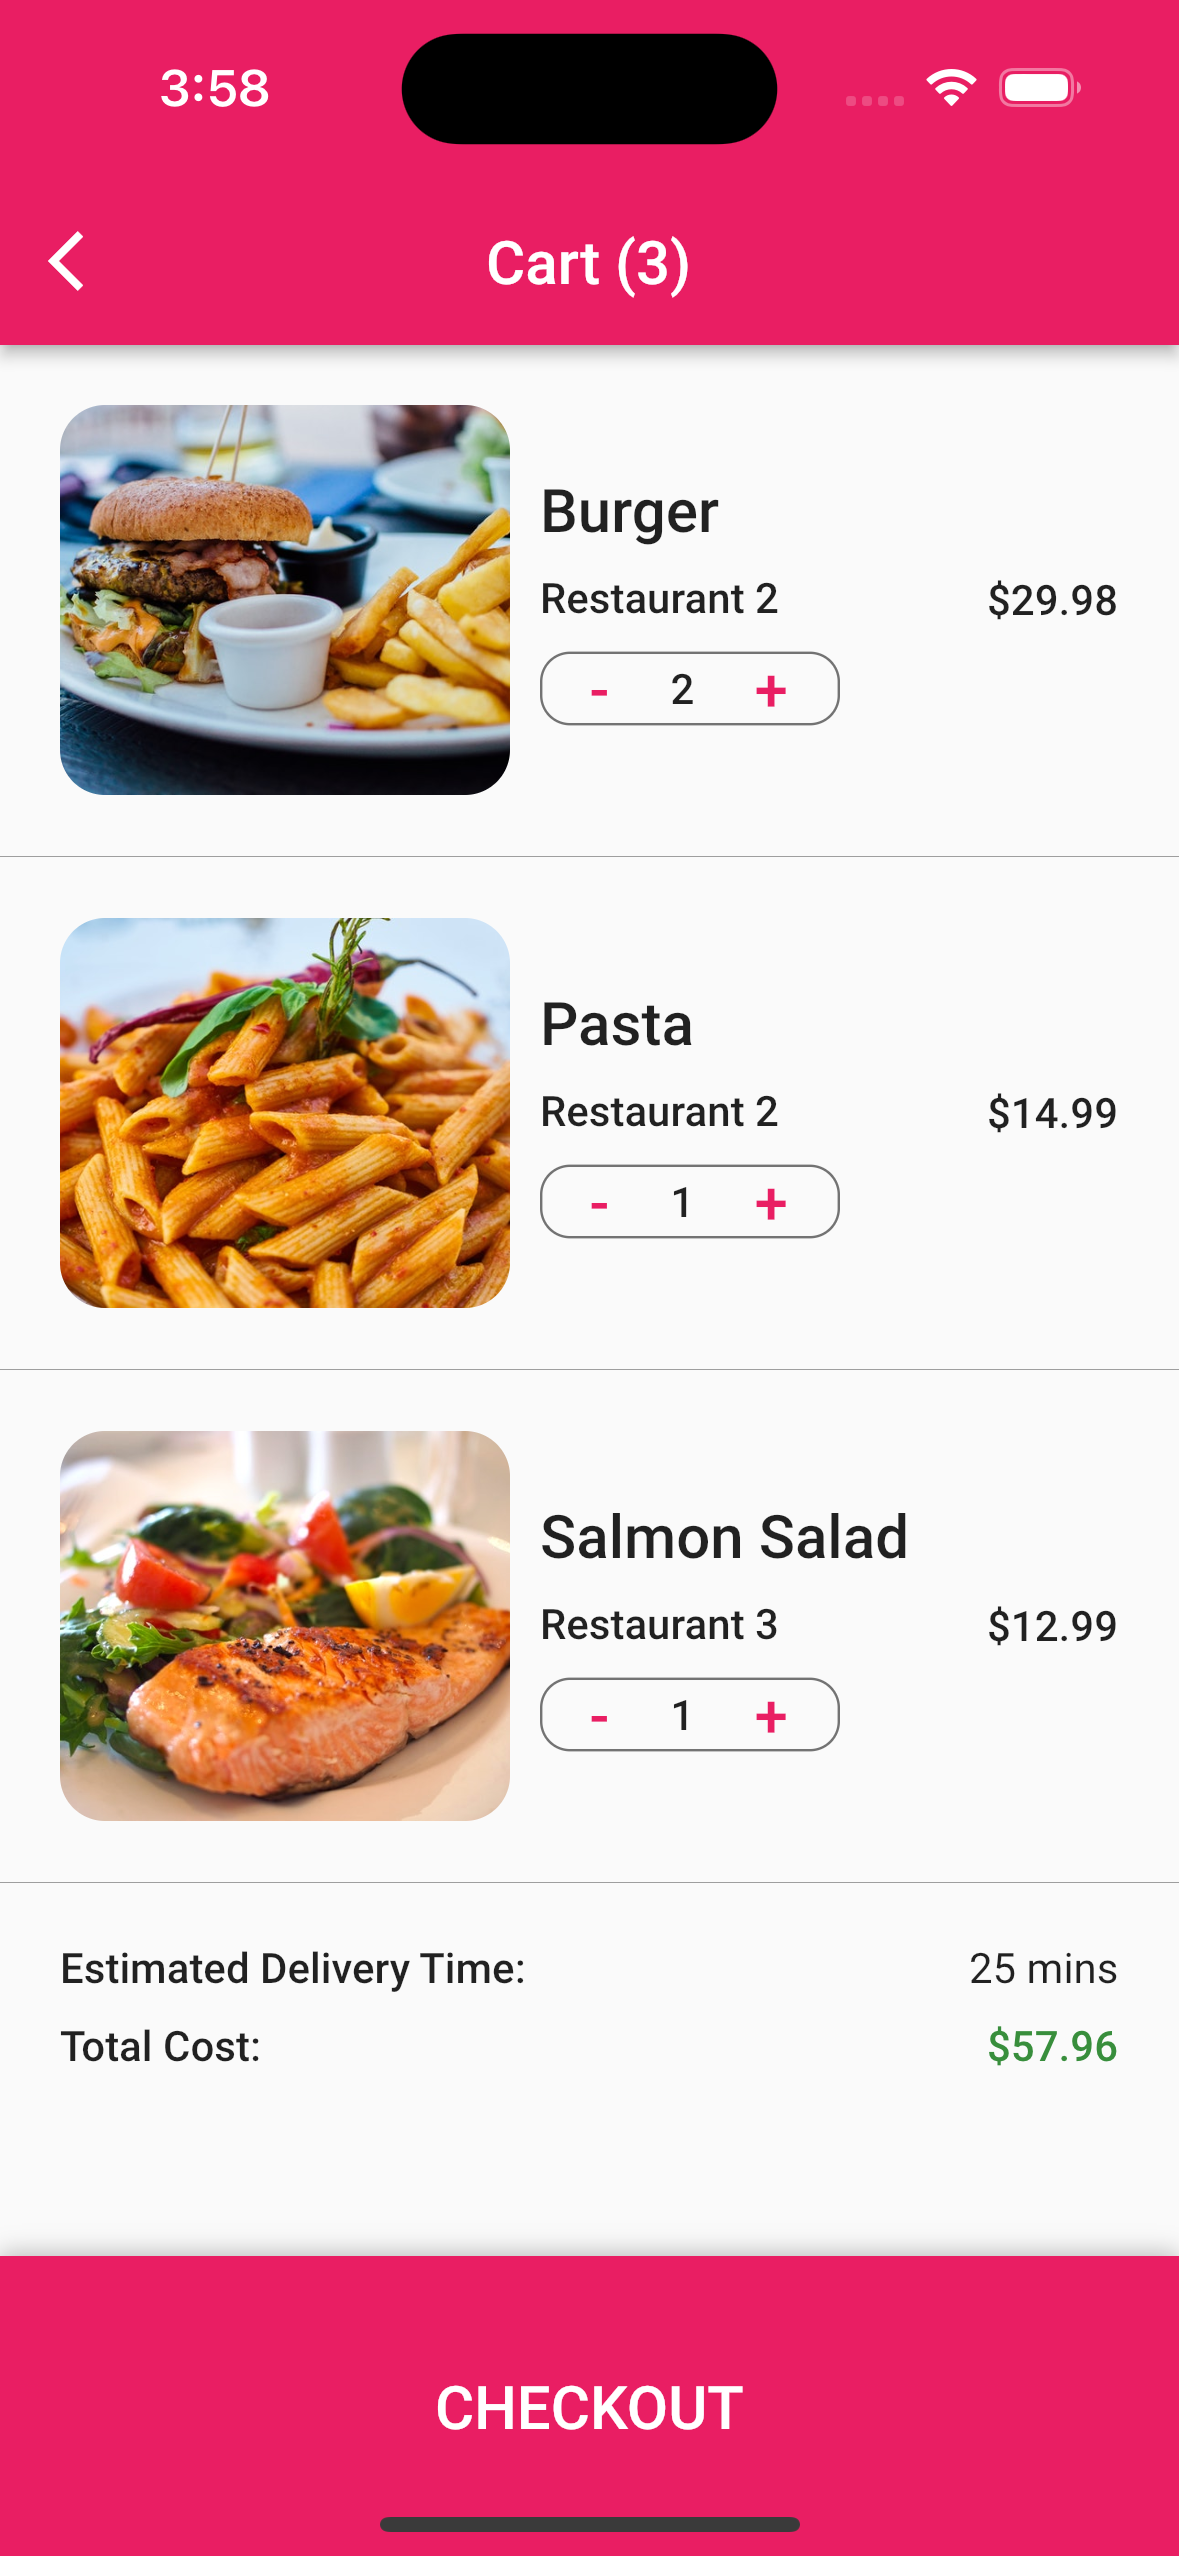 3:58
Cart (3)
Burger
Restaurant 2
$29.98
- 2 +
Pasta
Restaurant 2
$14.99
- 1 +
Salmon Salad
Restaurant 3
$12.99
- 1 +
Estimated Delivery Time: 25 mins
Total Cost: $57.96
CHECKOUT